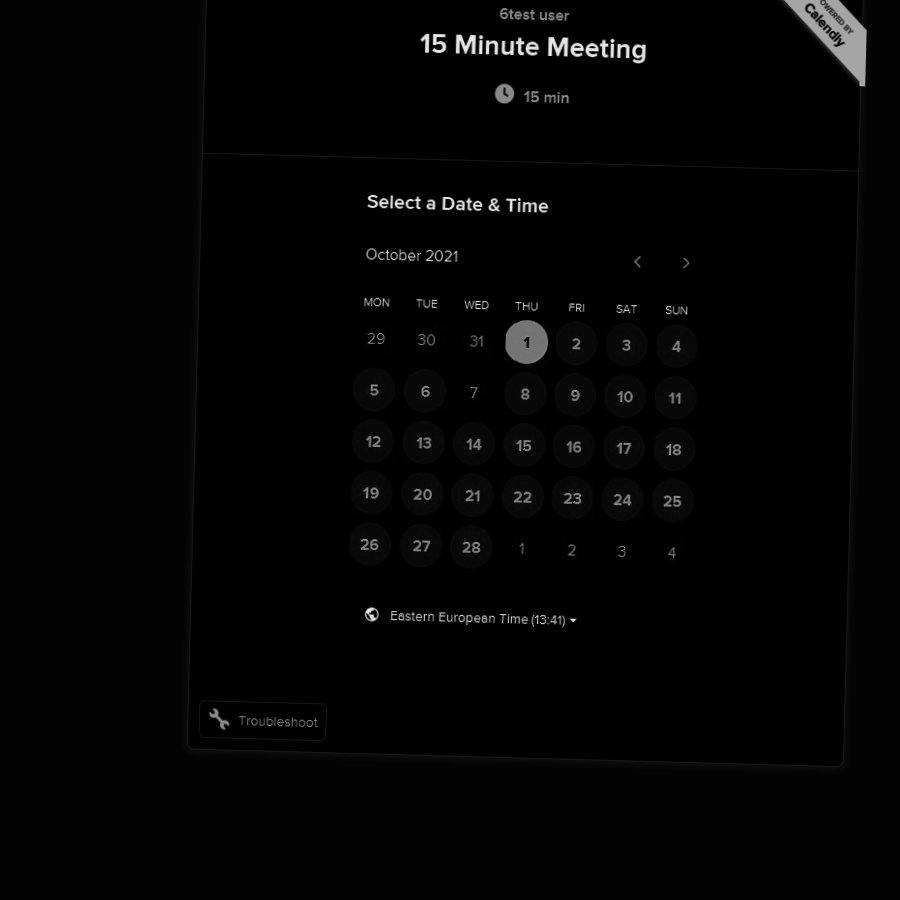 6test user
POWERED BY
Calendly
15 Minute Meeting
15 min
Select a Date & Time
October 2021
MON TUE WED THU FRI SAT SUN
29 30 31 1 2 3 4
5 6 7 8 9 10 11
12 13 14 15 16 17 18
19 20 21 22 23 24 25
26 27 28 1 2 3 4
Eastern European Time (13:41)
Troubleshoot